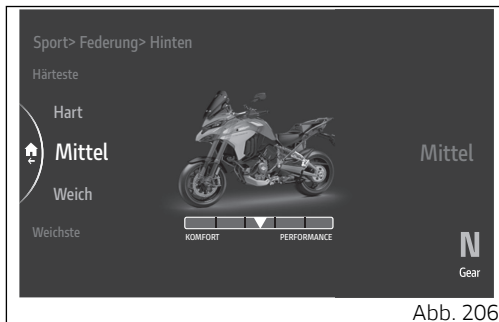 Sport> Federung> Hinten
Härteste
Hart
Mittel
Weich
Weichste
Mittel
KOMFORT
PERFORMANCE
N
Gear
Abb. 206